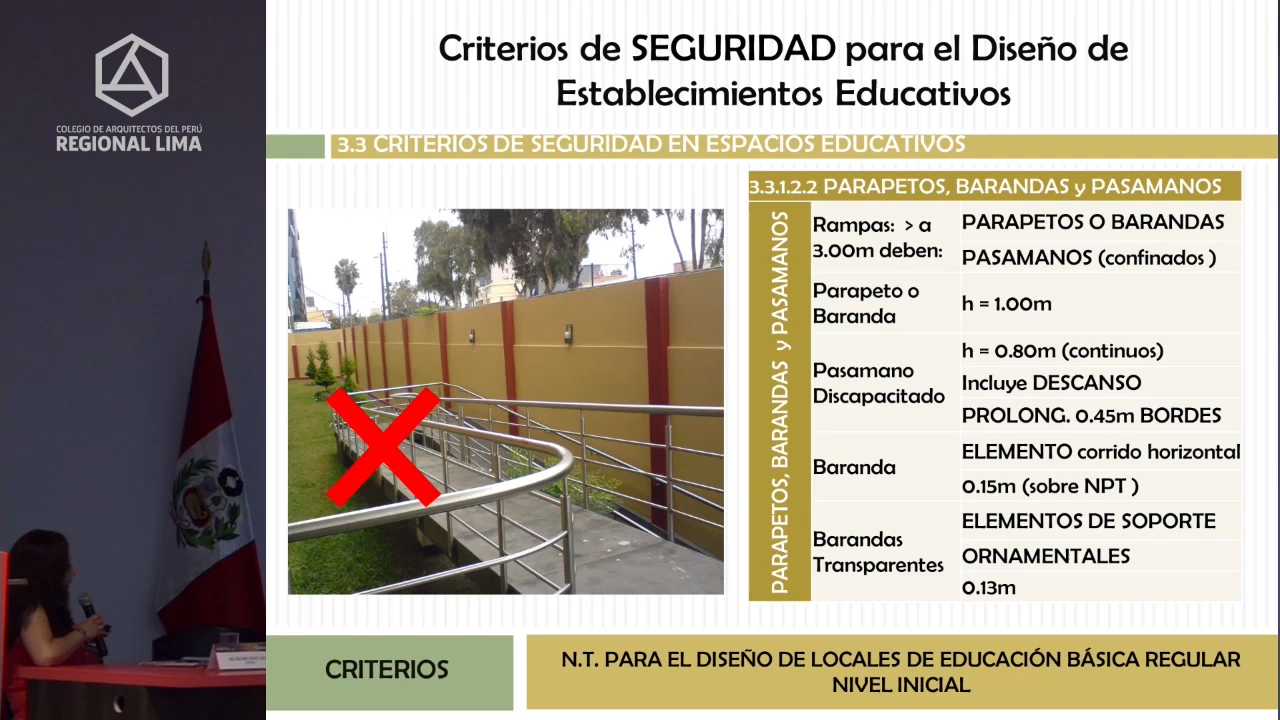 COLEGIO DE ARQUITECTOS DEL PERÚ
REGIONAL LIMA
Criterios de SEGURIDAD para el Diseño de
Establecimientos Educativos
3.3 CRITERIOS DE SEGURIDAD EN ESPACIOS EDUCATIVOS
3.3.1.2.2 PARAPETOS, BARANDAS y PASAMANOS
PARAPETOS, BARANDAS y PASAMANOS
Rampas: > a
3.00m deben:
PARAPETOS O BARANDAS
PASAMANOS (confinados )
Parapeto o
Baranda
h = 1.00m
Pasamano
Discapacitado
h = 0.80m (continuos)
Incluye DESCANSO
PROLONG. 0.45m BORDES
Baranda
ELEMENTO corrido horizontal
0.15m (sobre NPT )
Barandas
Transparentes
ELEMENTOS DE SOPORTE
ORNAMENTALES
0.13m
CRITERIOS
N.T. PARA EL DISEÑO DE LOCALES DE EDUCACIÓN BÁSICA REGULAR
NIVEL INICIAL